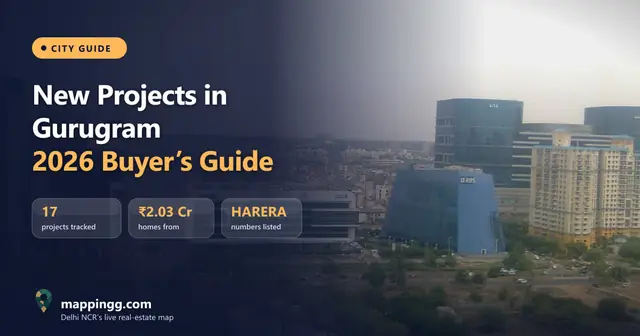 CITY GUIDE
New Projects in
Gurugram
2026 Buyer's Guide
17
projects tracked
₹2.03 Cr
homes from
HARERA
numbers listed
mappingg.com
Delhi NCR's live real-estate map